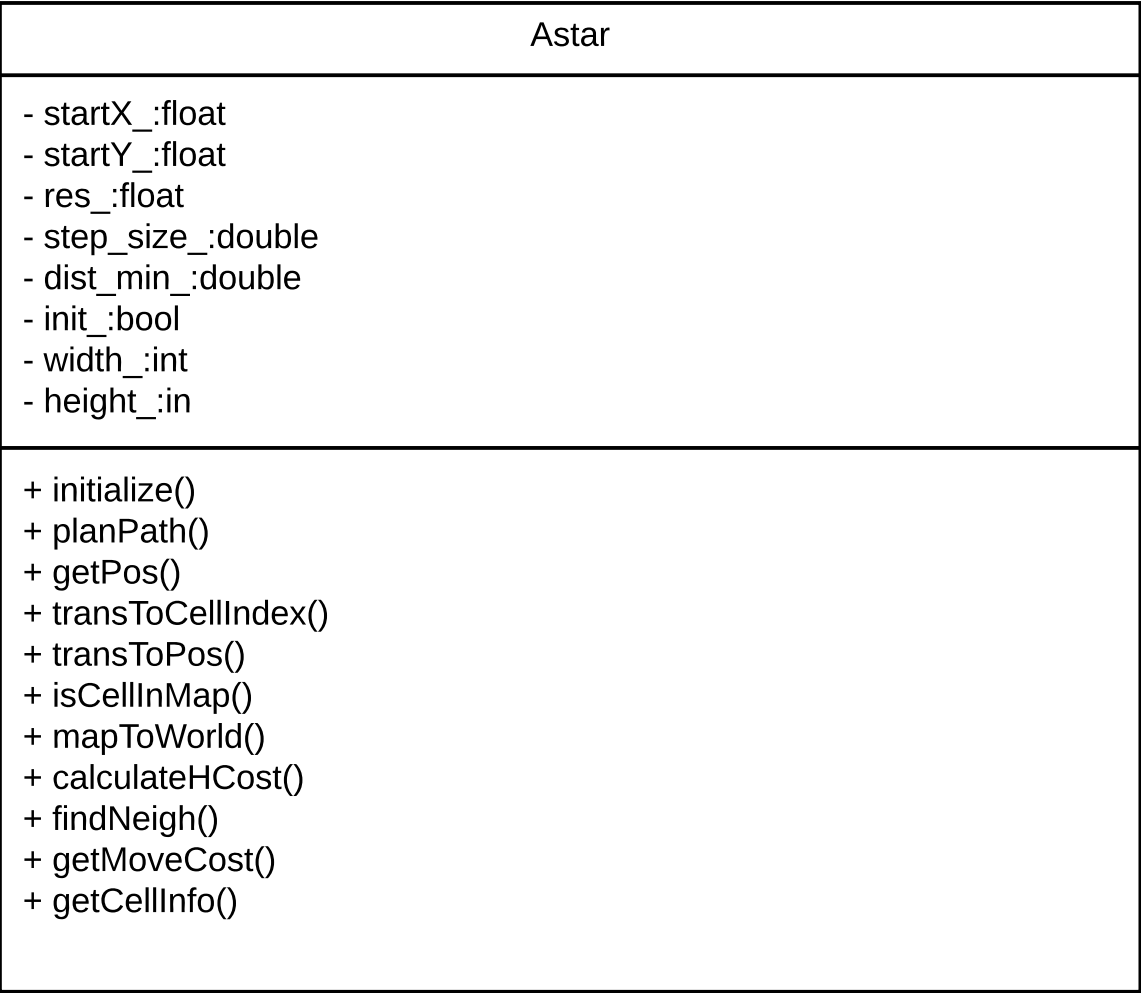 Astar
- startX_:float
- startY_:float
- res_:float
- step_size_:double
- dist_min_:double
- init_:bool
- width_:int
- height_:in
+ initialize()
+ planPath()
+ getPos()
+ transToCellIndex()
+ transToPos()
+ isCellInMap()
+ mapToWorld()
+ calculateHCost()
+ findNeigh()
+ getMoveCost()
+ getCellInfo()